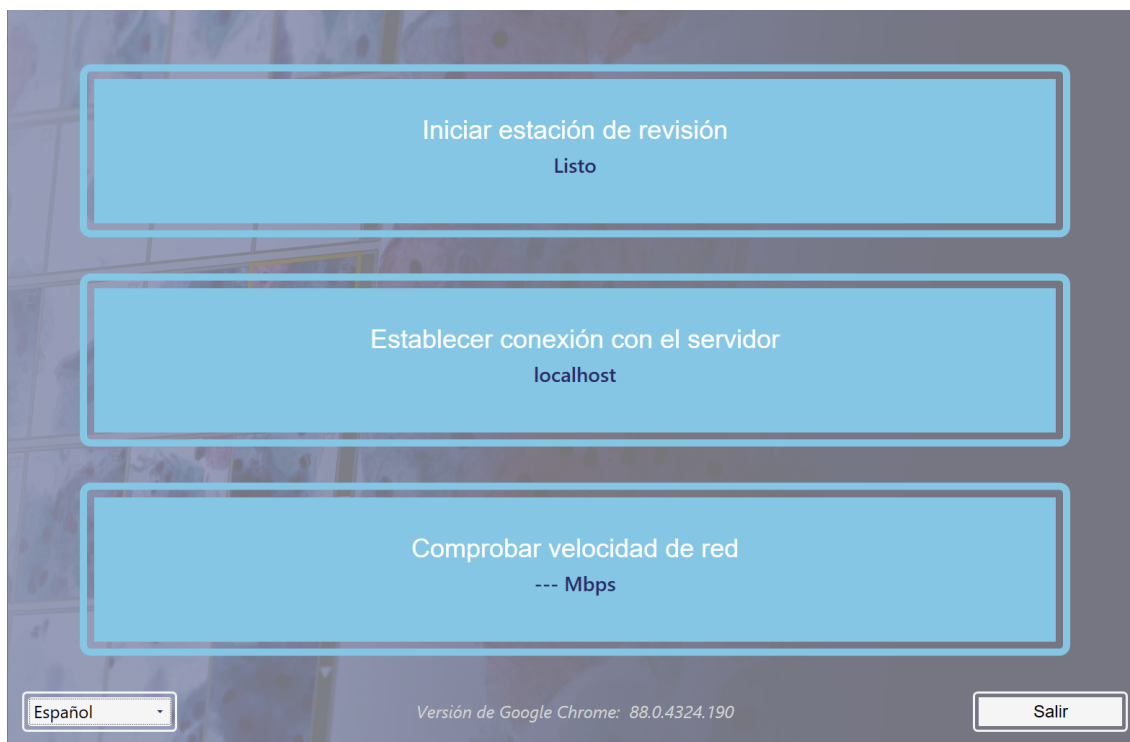 Iniciar estación de revisión
Listo
Establecer conexión con el servidor
localhost
Comprobar velocidad de red
--- Mbps
Español
Versión de Google Chrome: 88.0.4324.190
Salir